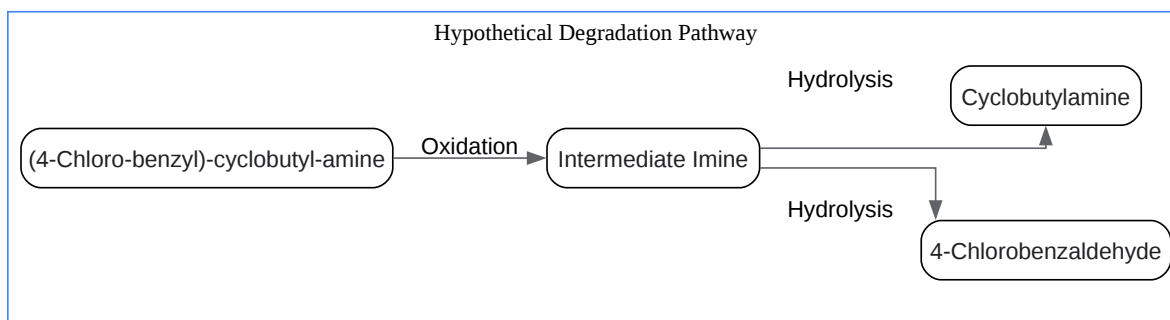 Hypothetical Degradation Pathway
Hydrolysis
Cyclobutylamine
(4-Chloro-benzyl)-cyclobutyl-amine
Oxidation
Intermediate Imine
Hydrolysis
4-Chlorobenzaldehyde